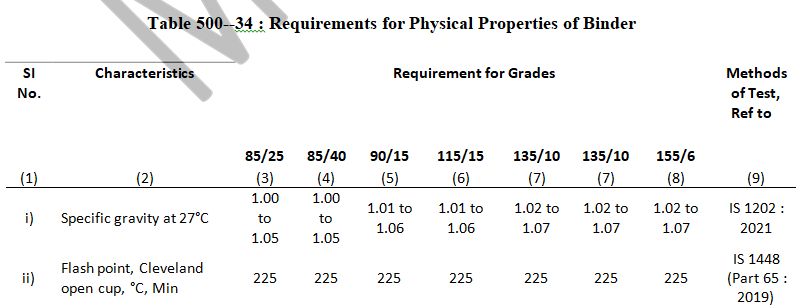 Table 500--34 : Requirements for Physical Properties of Binder
SI Characteristics Requirement for Grades Methods
No. of Test,
Ref to
85/25 85/40 90/15 115/15 135/10 135/10 155/6
(1) (2) (3) (4) (5) (6) (7) (7) (8) (9)
1.00 1.00
i) Specific gravity at 27°C to to 1.01 to 1.01 to 1.02 to 1.02 to 1.02 to IS 1202 :
1.05 1.05 1.06 1.06 1.07 1.07 1.07 2021
ii) Flash point, Cleveland 225 225 225 225 225 225 225 IS 1448
open cup, °C, Min (Part 65 :
2019)